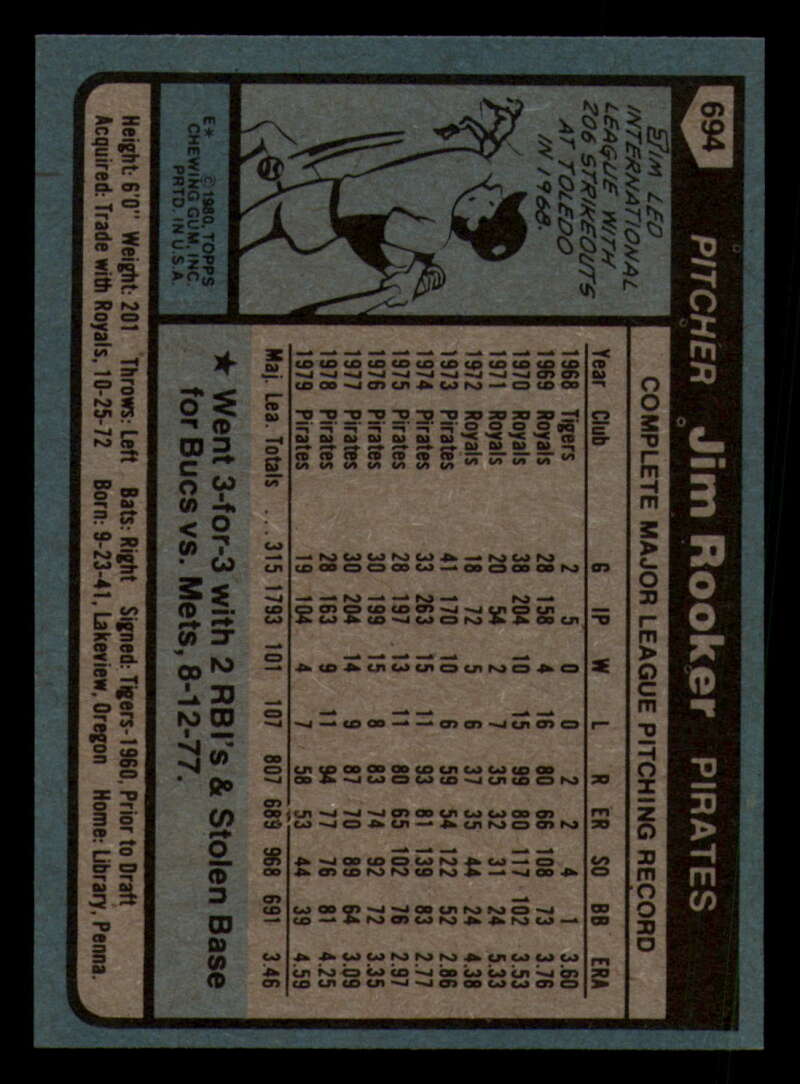 694
PITCHER Jim Rooker PIRATES
JIM LED
INTERNATIONAL
LEAGUE WITH
206 STRIKEOUTS
AT TOLEDO
IN 1968.
E* © 1980, TOPPS
CHEWING GUM, INC.
PRTD. IN U.S.A.
COMPLETE MAJOR LEAGUE PITCHING RECORD
Year Club G IP W L R ER SO BB ERA
1968 Tigers 2 5 0 0 2 2 4 1 3.60
1969 Royals 28 158 4 16 80 66 108 73 3.76
1970 Royals 38 204 10 15 99 80 117 102 3.53
1971 Royals 20 54 2 7 35 32 31 24 5.33
1972 Royals 18 72 5 6 37 35 44 24 4.38
1973 Pirates 41 170 10 6 59 54 122 52 2.86
1974 Pirates 33 263 15 11 93 81 139 83 2.77
1975 Pirates 28 197 13 11 80 65 102 76 2.97
1976 Pirates 30 199 15 8 83 74 92 72 3.35
1977 Pirates 30 204 14 9 87 70 89 64 3.09
1978 Pirates 28 163 9 11 94 77 76 81 4.25
1979 Pirates 19 104 4 7 58 53 44 39 4.59
Maj. Lea. Totals ... 315 1793 101 107 807 689 968 691 3.46
★ Went 3-for-3 with 2 RBI's & Stolen Base
for Bucs vs. Mets, 8-12-77.
Height: 6'0" Weight: 201 Throws: Left Bats: Right Signed: Tigers-1960, Prior to Draft
Acquired: Trade with Royals, 10-25-72 Born: 9-23-41, Lakeview, Oregon Home: Library, Penna.